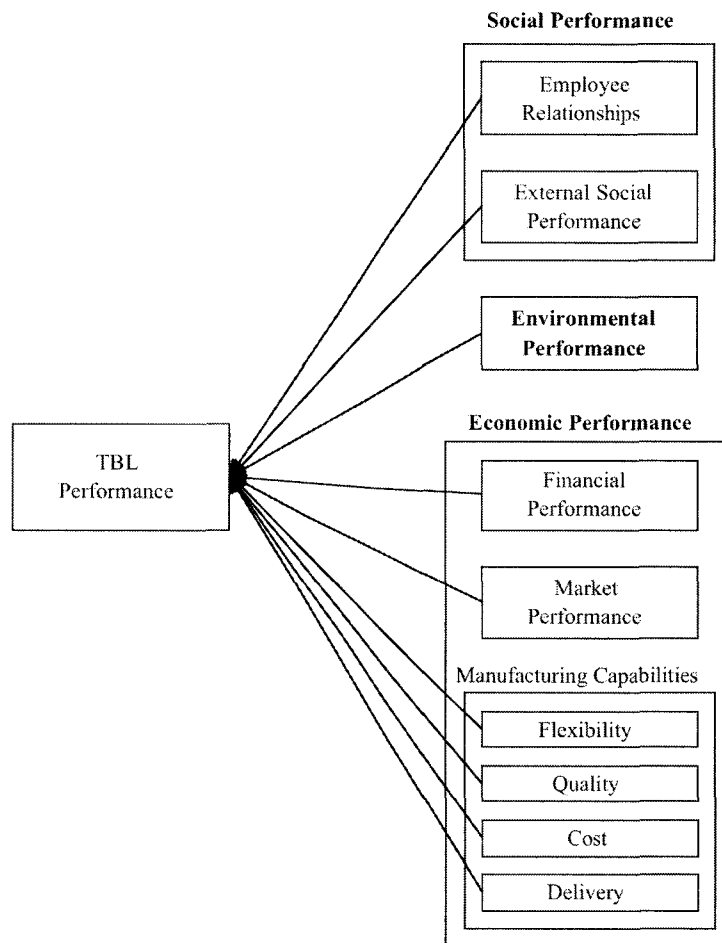 Social Performance
Employee
Relationships
External Social
Performance
Environmental
Performance
Economic Performance
TBL
Performance
Financial
Performance
Market
Performance
Manufacturing Capabilities
Flexibility
Quality
Cost
Delivery